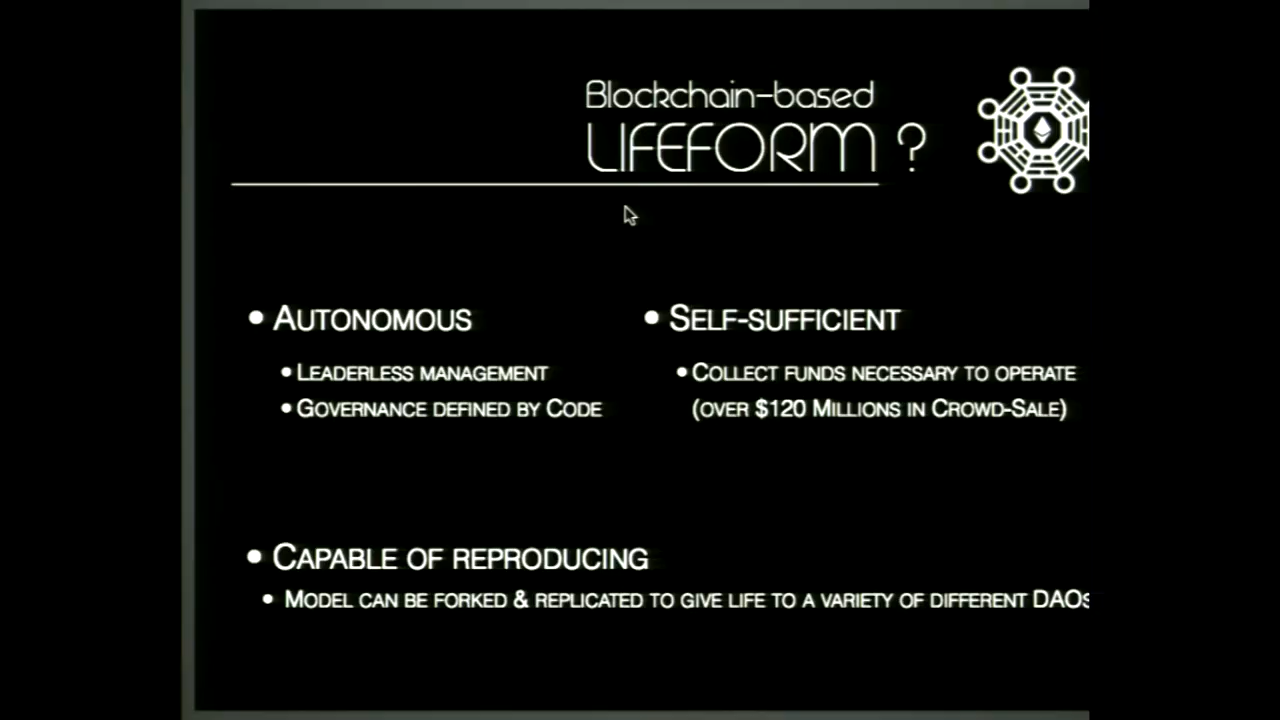 Blockchain-based
LIFEFORM ?
• AUTONOMOUS
• LEADERLESS MANAGEMENT
• GOVERNANCE DEFINED BY CODE
• SELF-SUFFICIENT
• COLLECT FUNDS NECESSARY TO OPERATE
(OVER $120 MILLIONS IN CROWD-SALE)
• CAPABLE OF REPRODUCING
• MODEL CAN BE FORKED & REPLICATED TO GIVE LIFE TO A VARIETY OF DIFFERENT DAOS